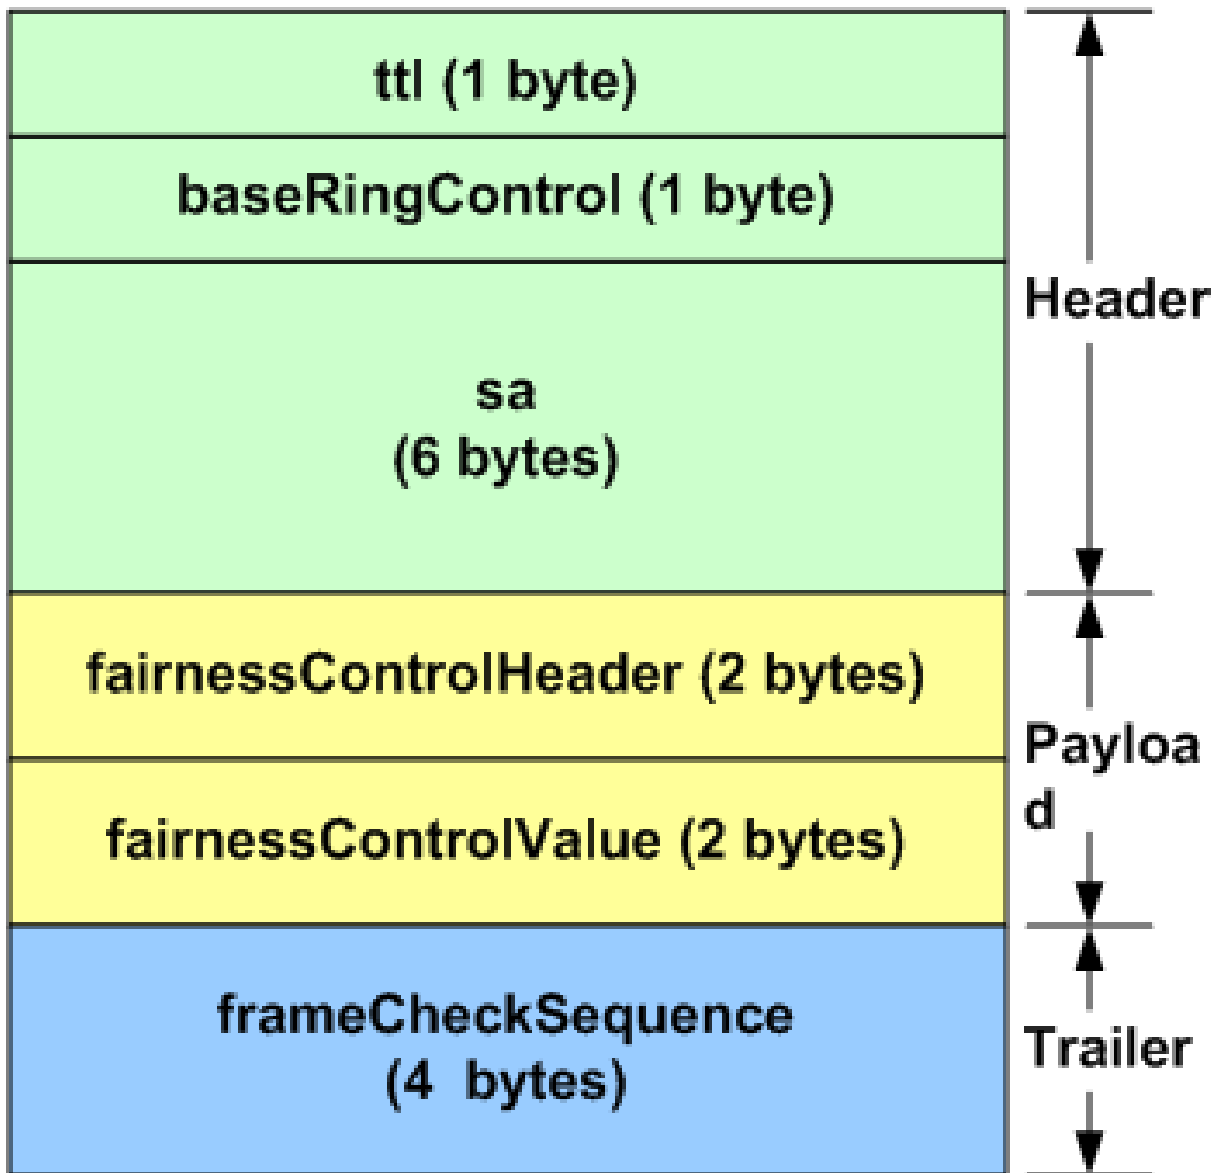 ttl (1 byte)
baseRingControl (1 byte)
Header
sa
(6 bytes)
fairnessControlHeader (2 bytes)
Payloa
d
fairnessControlValue (2 bytes)
frameCheckSequence
(4 bytes)
Trailer